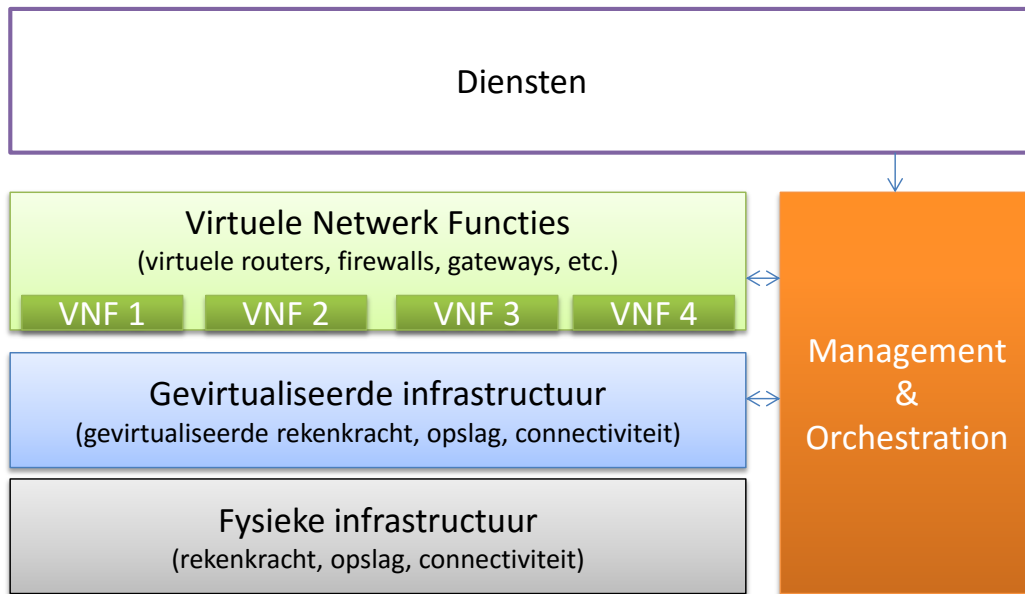 Diensten
Virtuele Netwerk Functies
(virtuele routers, firewalls, gateways, etc.)
VNF 1
VNF 2
VNF 3
VNF 4
Gevirtualiseerde infrastructuur
(gevirtualiseerde rekenkracht, opslag, connectiviteit)
Fysieke infrastructuur
(rekenkracht, opslag, connectiviteit)
Management
&
Orchestration